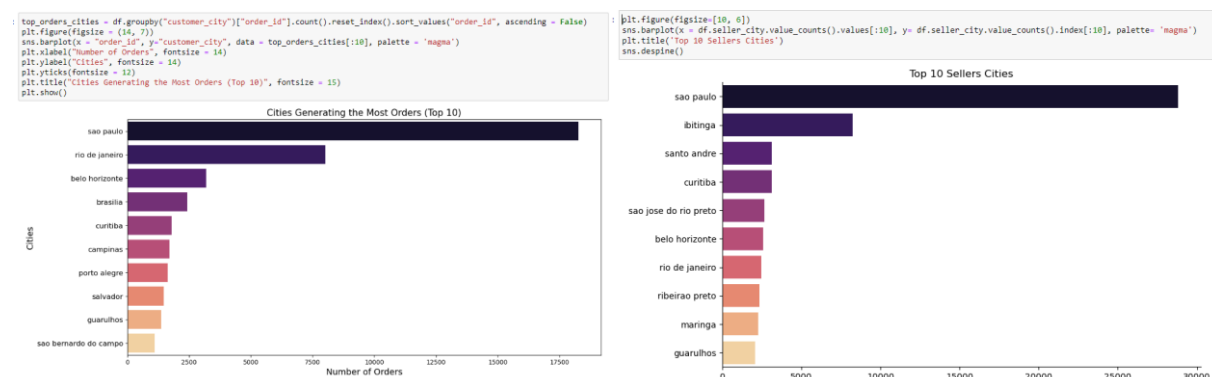 top_orders_cities = df.groupby("customer_city")["order_id"].count().reset_index().sort_values("order_id", ascending = False)
plt.figure(figsize = (14, 7))
sns.barplot(x = "order_id", y="customer_city", data = top_orders_cities[:10], palette = 'magma')
plt.xlabel("Number of Orders", fontsize = 14)
plt.ylabel("Cities", fontsize = 14)
plt.yticks(fontsize = 12)
plt.title("Cities Generating the Most Orders (Top 10)", fontsize = 15)
plt.show()
Cities Generating the Most Orders (Top 10)
sao paulo
rio de janeiro
belo horizonte
brasilia
curitiba
campinas
porto alegre
salvador
guarulhos
sao bernardo do campo
Cities
0 2500 5000 7500 10000 12500 15000 17500
Number of Orders
plt.figure(figsize=[10, 6])
sns.barplot(x = df.seller_city.value_counts().values[:10], y= df.seller_city.value_counts().index[:10], palette= 'magma')
plt.title('Top 10 Sellers Cities')
sns.despine()
Top 10 Sellers Cities
sao paulo
ibitinga
santo andre
curitiba
sao jose do rio preto
belo horizonte
rio de janeiro
ribeirao preto
maringa
guarulhos
0 5000 10000 15000 20000 25000 30000